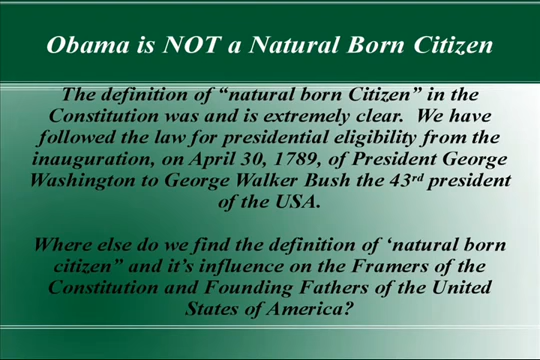 Obama is NOT a Natural Born Citizen
The definition of “natural born Citizen” in the
Constitution was and is extremely clear. We have
followed the law for presidential eligibility from the
inauguration, on April 30, 1789, of President George
Washington to George Walker Bush the 43rd president
of the USA.
Where else do we find the definition of ‘natural born
citizen” and it’s influence on the Framers of the
Constitution and Founding Fathers of the United
States of America?